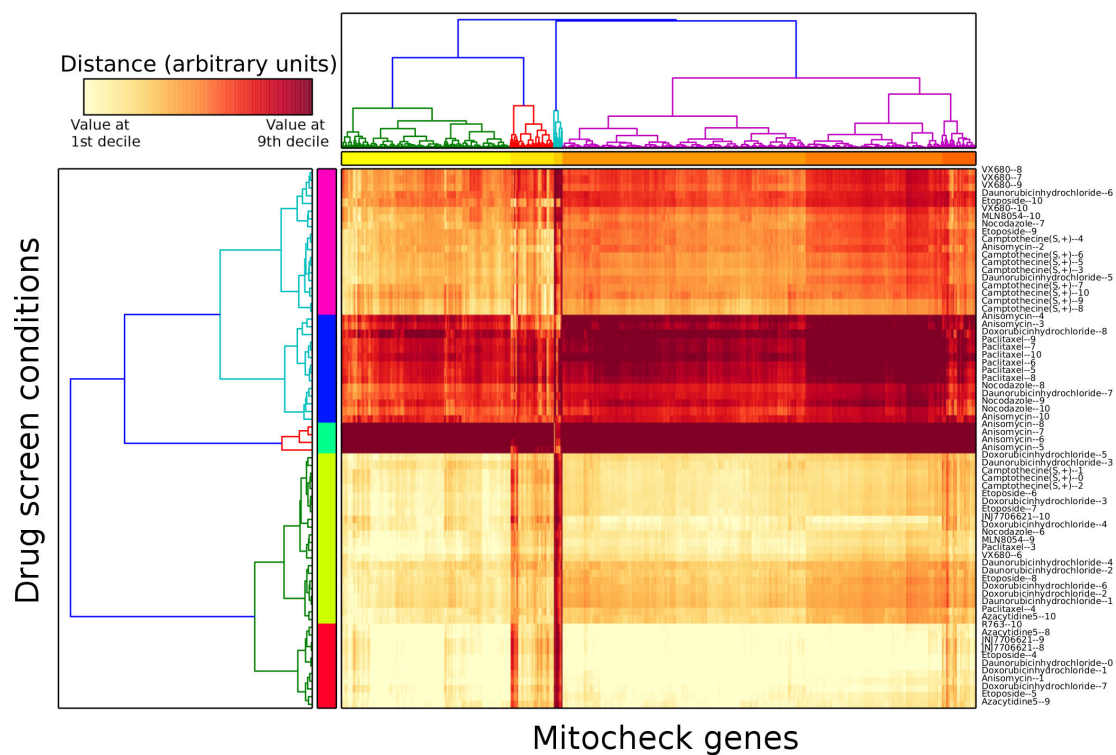 Distance (arbitrary units)
Value at
1st decile
Value at
9th decile
Drug screen conditions
VX680--8
VX680--7
VX680--9
Daunorubicinhydrochloride--6
Etoposide--10
VX680--10
MLN8054--10
Nocodazole--7
Etoposide--9
Camptothecine(S,+)--4
Anisomycin--2
Camptothecine(S,+)--6
Camptothecine(S,+)--5
Camptothecine(S,+)--3
Daunorubicinhydrochloride--5
Camptothecine(S,+)--7
Camptothecine(S,+)--10
Camptothecine(S,+)--9
Camptothecine(S,+)--8
Anisomycin--4
Anisomycin--3
Doxorubicinhydrochloride--8
Paclitaxel--9
Paclitaxel--7
Paclitaxel--10
Paclitaxel--6
Paclitaxel--5
Paclitaxel--8
Nocodazole--8
Daunorubicinhydrochloride--7
Nocodazole--9
Nocodazole--10
Anisomycin--10
Anisomycin--8
Anisomycin--7
Anisomycin--6
Anisomycin--5
Doxorubicinhydrochloride--5
Daunorubicinhydrochloride--3
Camptothecine(S,+)--1
Camptothecine(S,+)--0
Camptothecine(S,+)--2
Etoposide--6
Doxorubicinhydrochloride--3
Etoposide--7
JNJ7706621--10
Doxorubicinhydrochloride--4
Nocodazole--6
MLN8054--9
Paclitaxel--3
VX680--6
Daunorubicinhydrochloride--4
Daunorubicinhydrochloride--2
Etoposide--8
Doxorubicinhydrochloride--6
Doxorubicinhydrochloride--2
Daunorubicinhydrochloride--1
Paclitaxel--4
Azacytidine5--10
R763--10
Azacytidine5--8
JNJ7706621--9
JNJ7706621--8
Etoposide--4
Daunorubicinhydrochloride--0
Doxorubicinhydrochloride--1
Anisomycin--1
Doxorubicinhydrochloride--7
Etoposide--5
Azacytidine5--9
Mitocheck genes